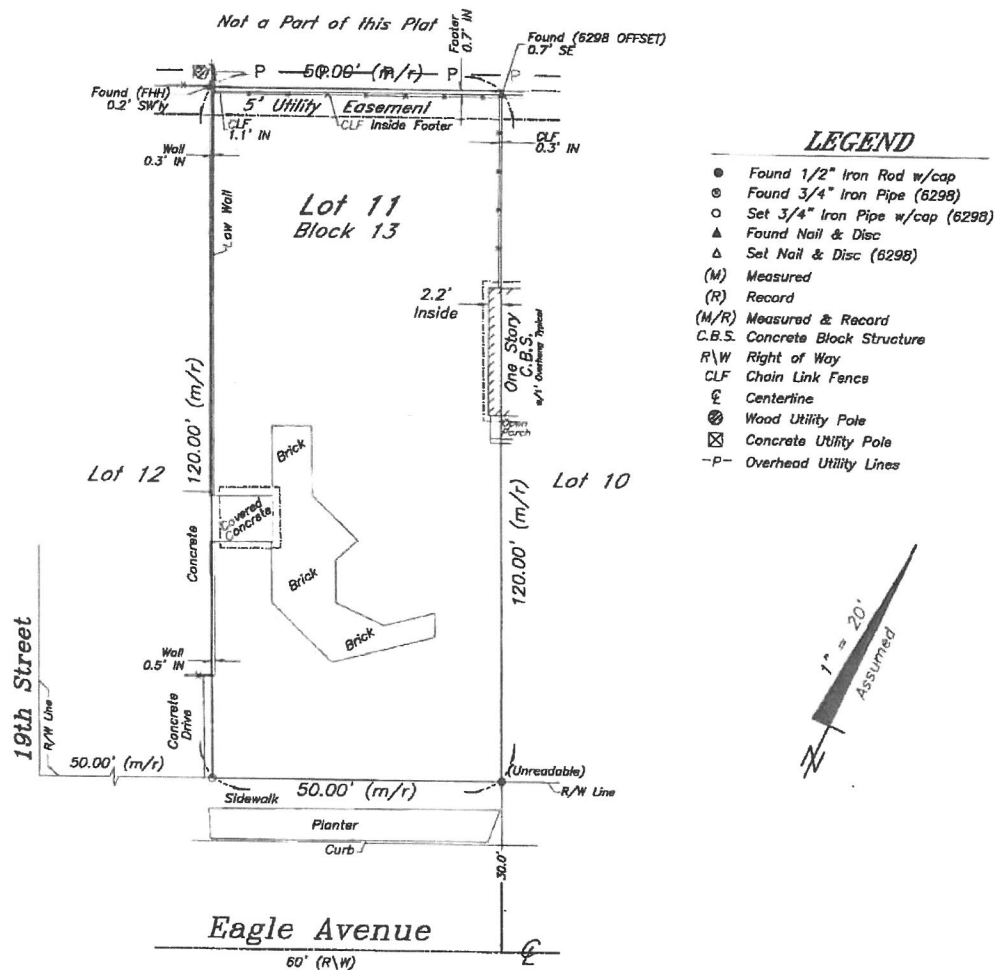 Not a Part of this Plat
Footer
0.7' IN
Found (6298 OFFSET)
0.7' SE
P 50.00' (m/r) P P P
Found (FHH)
0.2' SW'ly
5' Utility Easement
CLF
1.1' IN
CLF Inside Footer
CLF
0.3' IN
Wall
0.3' IN
Low Wall
Lot 11
Block 13
2.2'
Inside
One Story
C.B.S.
w/1' Overhang Typical
Open
Porch
120.00' (m/r)
Lot 12
Lot 10
120.00' (m/r)
Brick
Covered
Concrete
Concrete
Brick
Brick
Wall
0.5' IN
19th Street
R/W Line
Concrete
Drive
50.00' (m/r)
50.00' (m/r)
(Unreadable)
R/W Line
Sidewalk
Planter
Curb
30.0'
Eagle Avenue
60' (R\W)
℄
LEGEND
Found 1/2" Iron Rod w/cap
Found 3/4" Iron Pipe (6298)
Set 3/4" Iron Pipe w/cap (6298)
Found Nail & Disc
Set Nail & Disc (6298)
(M) Measured
(R) Record
(M/R) Measured & Record
C.B.S. Concrete Block Structure
R\W Right of Way
CLF Chain Link Fence
℄ Centerline
Wood Utility Pole
Concrete Utility Pole
-P- Overhead Utility Lines
1" = 20'
Assumed
N